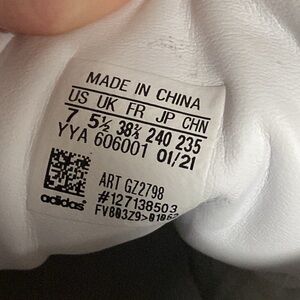 MADE IN CHINA
US UK FR JP CHN
7 5½ 38⅔ 240 235
YYA 606001 01/21
ART GZ2798
#127138503
adidas